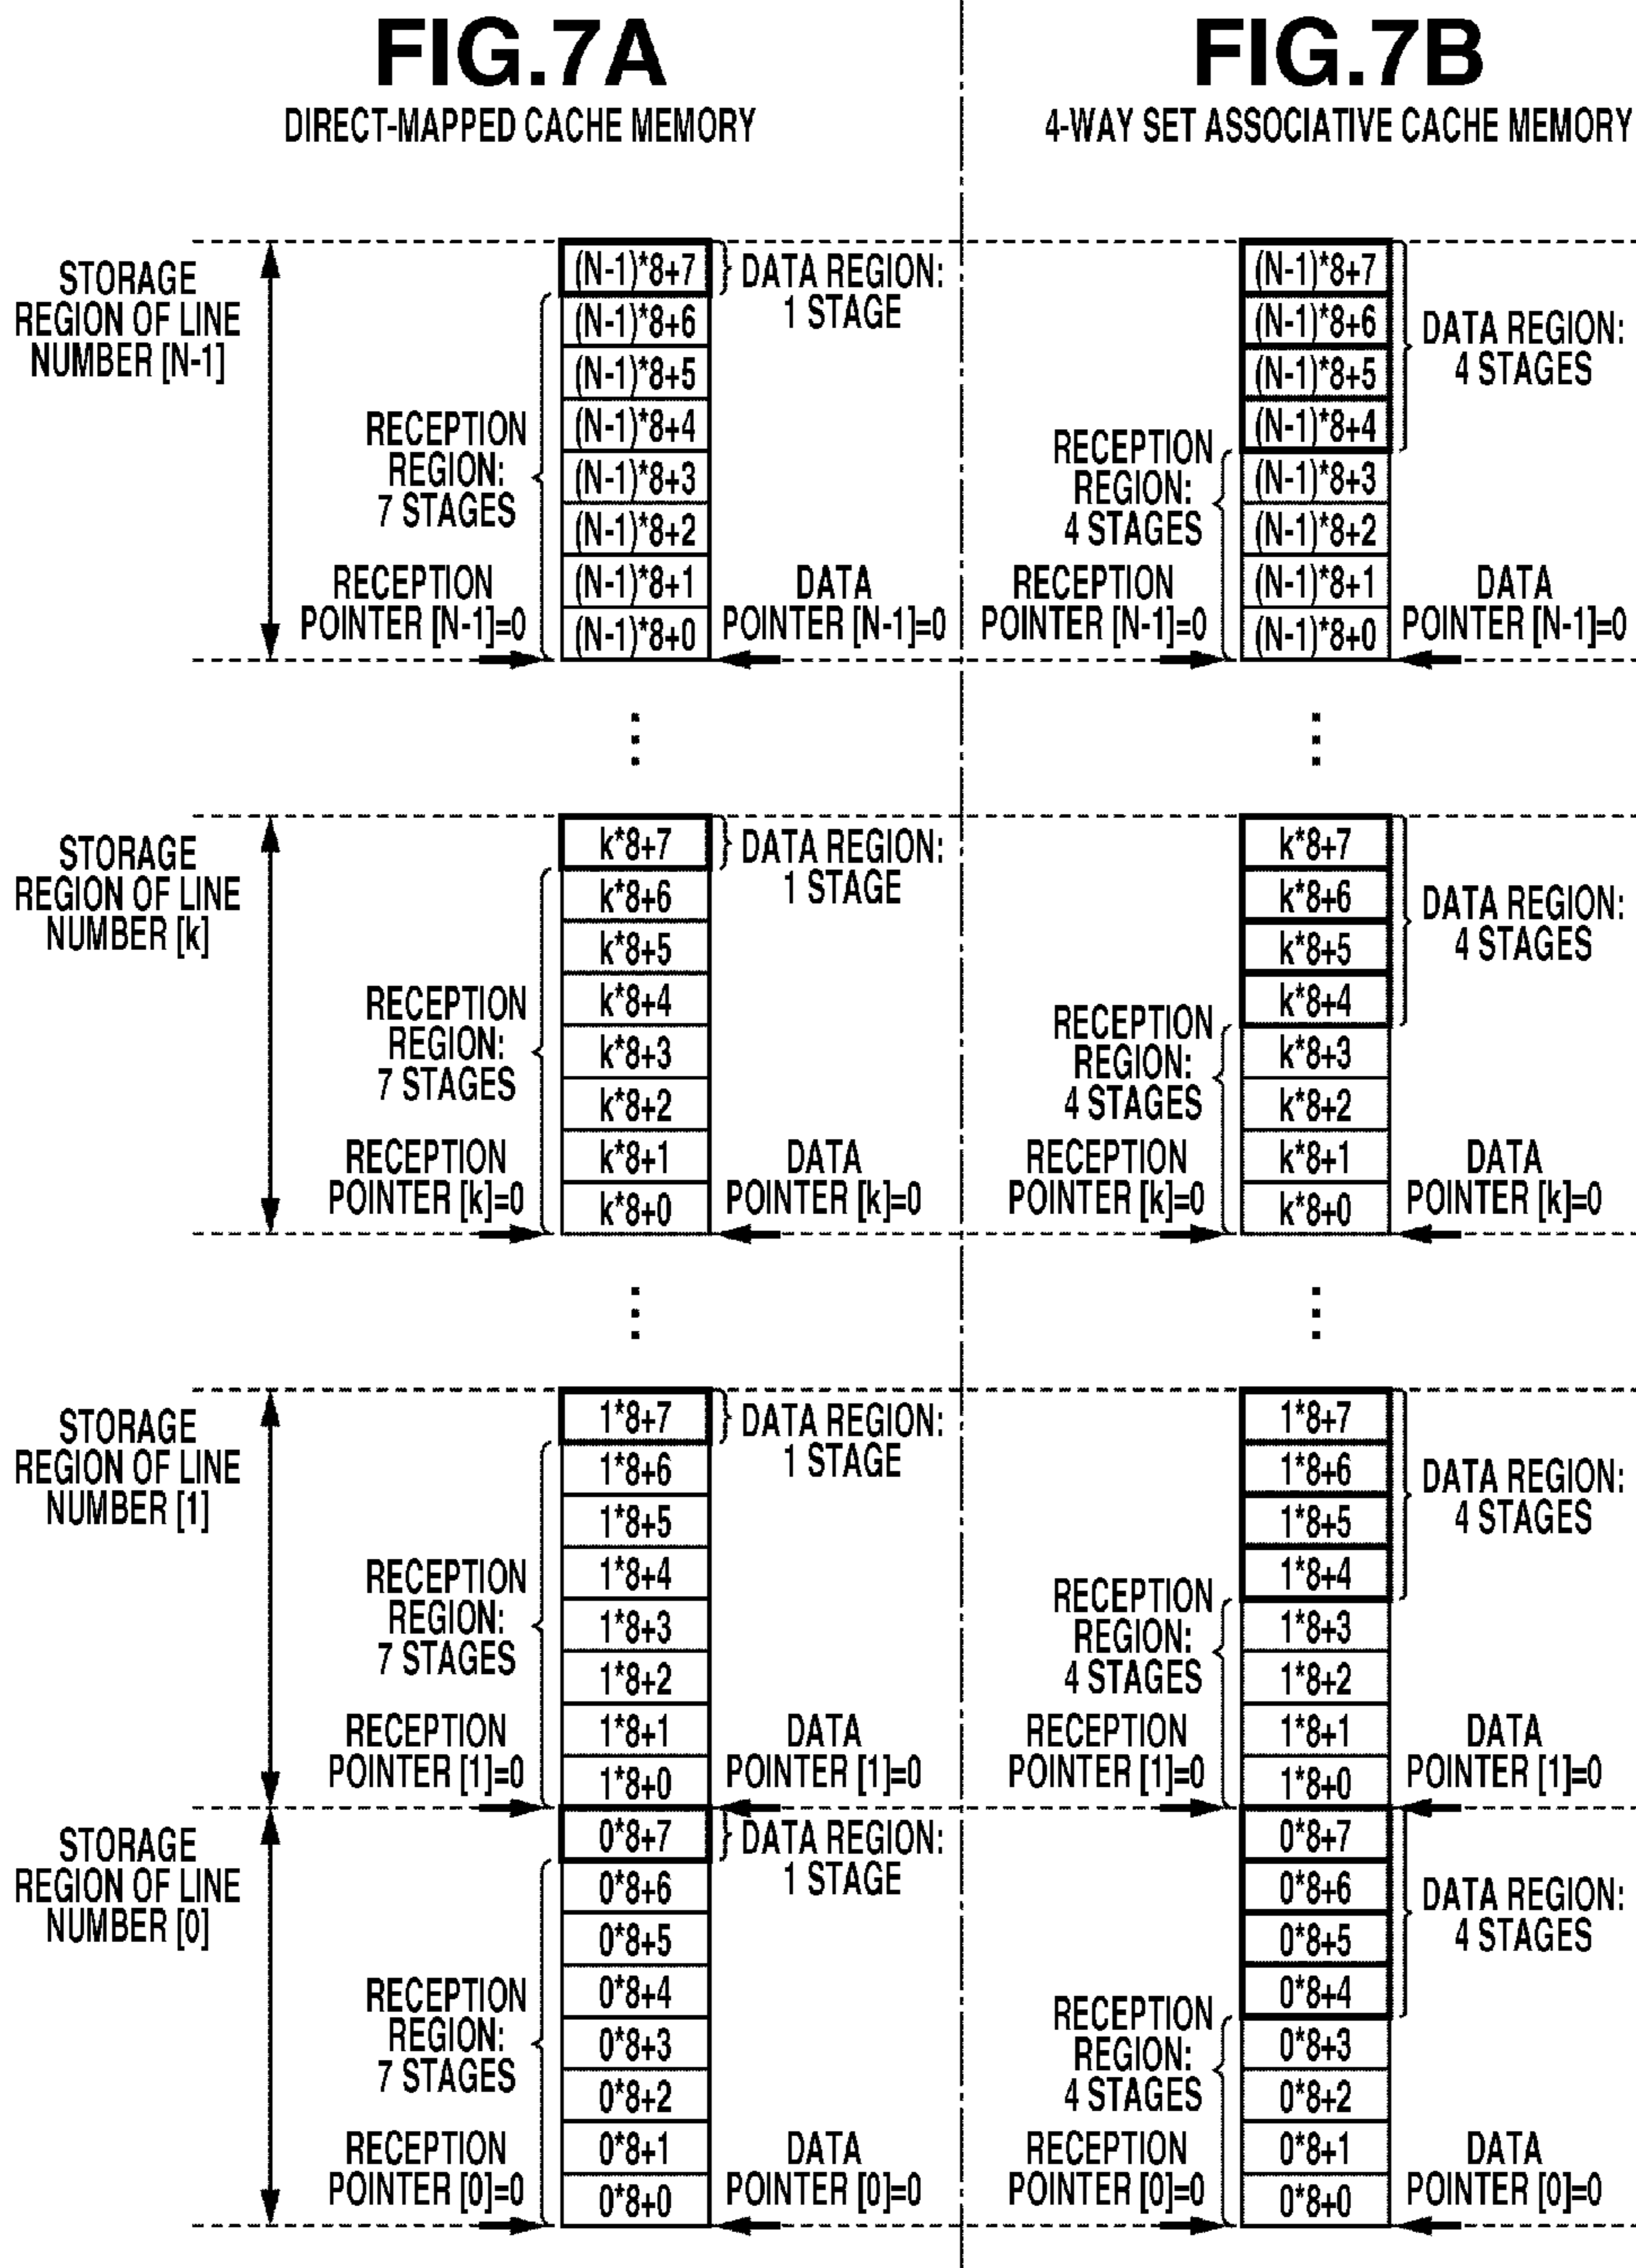 FIG.7A
DIRECT-MAPPED CACHE MEMORY
STORAGE
REGION OF LINE
NUMBER [N-1]
(N-1)*8+7
(N-1)*8+6
(N-1)*8+5
(N-1)*8+4
(N-1)*8+3
(N-1)*8+2
(N-1)*8+1
(N-1)*8+0
DATA REGION:
1 STAGE
RECEPTION
REGION:
7 STAGES
RECEPTION
POINTER [N-1]=0
DATA
POINTER [N-1]=0
STORAGE
REGION OF LINE
NUMBER [k]
k*8+7
k*8+6
k*8+5
k*8+4
k*8+3
k*8+2
k*8+1
k*8+0
DATA REGION:
1 STAGE
RECEPTION
REGION:
7 STAGES
RECEPTION
POINTER [k]=0
DATA
POINTER [k]=0
STORAGE
REGION OF LINE
NUMBER [1]
1*8+7
1*8+6
1*8+5
1*8+4
1*8+3
1*8+2
1*8+1
1*8+0
DATA REGION:
1 STAGE
RECEPTION
REGION:
7 STAGES
RECEPTION
POINTER [1]=0
DATA
POINTER [1]=0
STORAGE
REGION OF LINE
NUMBER [0]
0*8+7
0*8+6
0*8+5
0*8+4
0*8+3
0*8+2
0*8+1
0*8+0
DATA REGION:
1 STAGE
RECEPTION
REGION:
7 STAGES
RECEPTION
POINTER [0]=0
DATA
POINTER [0]=0
FIG.7B
4-WAY SET ASSOCIATIVE CACHE MEMORY
(N-1)*8+7
(N-1)*8+6
(N-1)*8+5
(N-1)*8+4
(N-1)*8+3
(N-1)*8+2
(N-1)*8+1
(N-1)*8+0
DATA REGION:
4 STAGES
RECEPTION
REGION:
4 STAGES
RECEPTION
POINTER [N-1]=0
DATA
POINTER [N-1]=0
k*8+7
k*8+6
k*8+5
k*8+4
k*8+3
k*8+2
k*8+1
k*8+0
DATA REGION:
4 STAGES
RECEPTION
REGION:
4 STAGES
RECEPTION
POINTER [k]=0
DATA
POINTER [k]=0
1*8+7
1*8+6
1*8+5
1*8+4
1*8+3
1*8+2
1*8+1
1*8+0
DATA REGION:
4 STAGES
RECEPTION
REGION:
4 STAGES
RECEPTION
POINTER [1]=0
DATA
POINTER [1]=0
0*8+7
0*8+6
0*8+5
0*8+4
0*8+3
0*8+2
0*8+1
0*8+0
DATA REGION:
4 STAGES
RECEPTION
REGION:
4 STAGES
RECEPTION
POINTER [0]=0
DATA
POINTER [0]=0